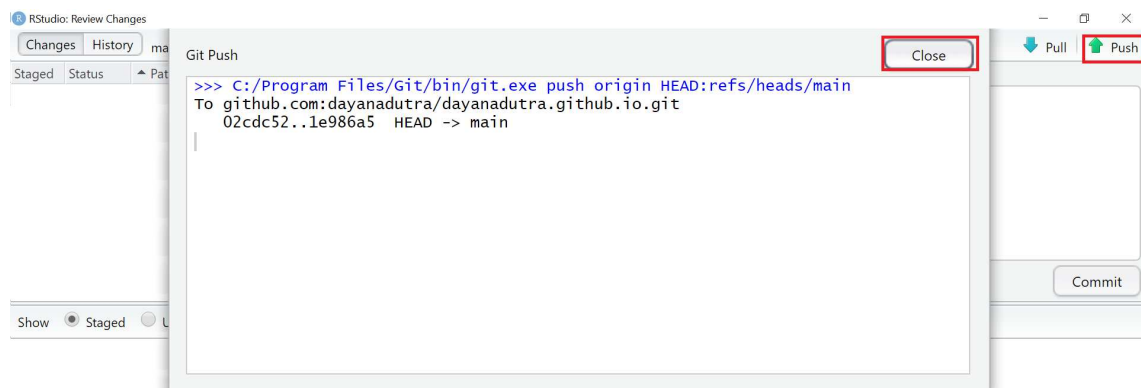 R RStudio: Review Changes
Changes History ma
Git Push
Close
Pull Push
Staged Status Pat
>>> C:/Program Files/Git/bin/git.exe push origin HEAD:refs/heads/main
To github.com:dayanadutra/dayanadutra.github.io.git
02cdc52..1e986a5 HEAD -> main
Commit
Show Staged U